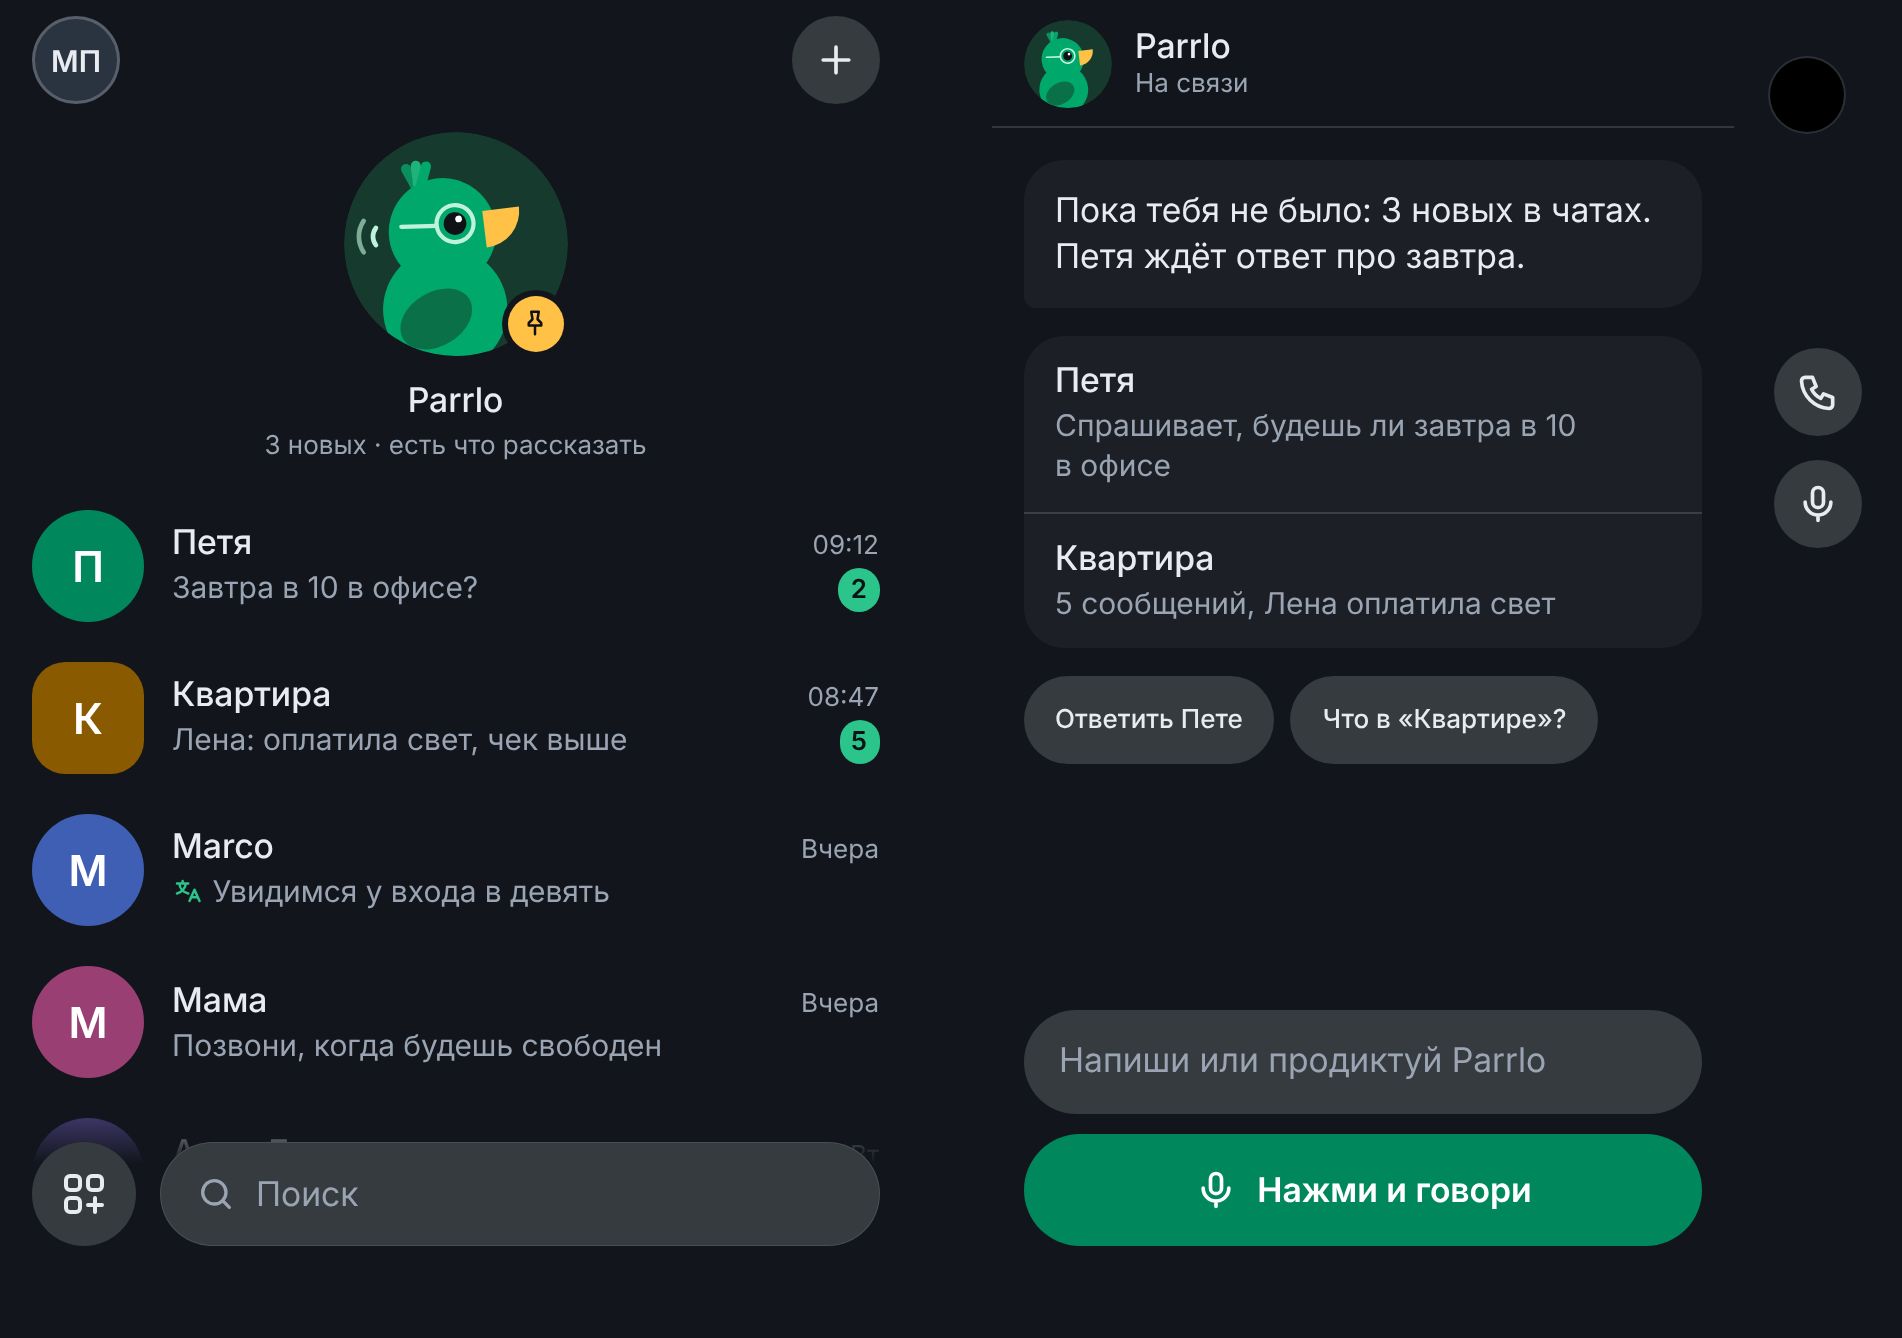 МП
Parrlo
3 новых · есть что рассказать
П
Петя
09:12
Завтра в 10 в офисе?
2
К
Квартира
08:47
Лена: оплатила свет, чек выше
5
M
Marco
Вчера
Увидимся у входа в девять
М
Мама
Вчера
Позвони, когда будешь свободен
Поиск
Parrlo
На связи
Пока тебя не было: 3 новых в чатах.
Петя ждёт ответ про завтра.
Петя
Спрашивает, будешь ли завтра в 10
в офисе
Квартира
5 сообщений, Лена оплатила свет
Ответить Пете
Что в «Квартире»?
Напиши или продиктуй Parrlo
Нажми и говори